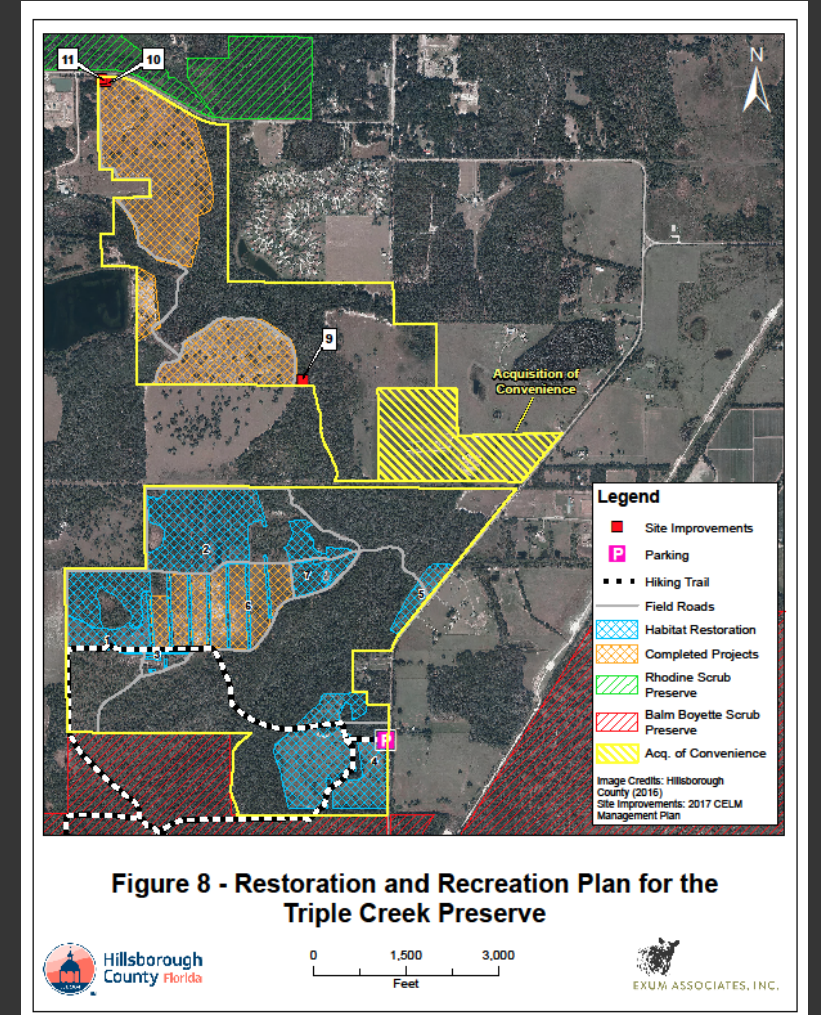 11
10
N
9
Acquisition of
Convenience
2
7
5
6
1
3
P
4
Legend
Site Improvements
P Parking
Hiking Trail
Field Roads
Habitat Restoration
Completed Projects
Rhodine Scrub
Preserve
Balm Boyette Scrub
Preserve
Acq. of Convenience
Image Credits: Hillsborough
County (2016)
Site Improvements: 2017 CELM
Management Plan
Figure 8 - Restoration and Recreation Plan for the
Triple Creek Preserve
Hillsborough
County Florida
0 1,500 3,000
Feet
EXUM ASSOCIATES, INC.